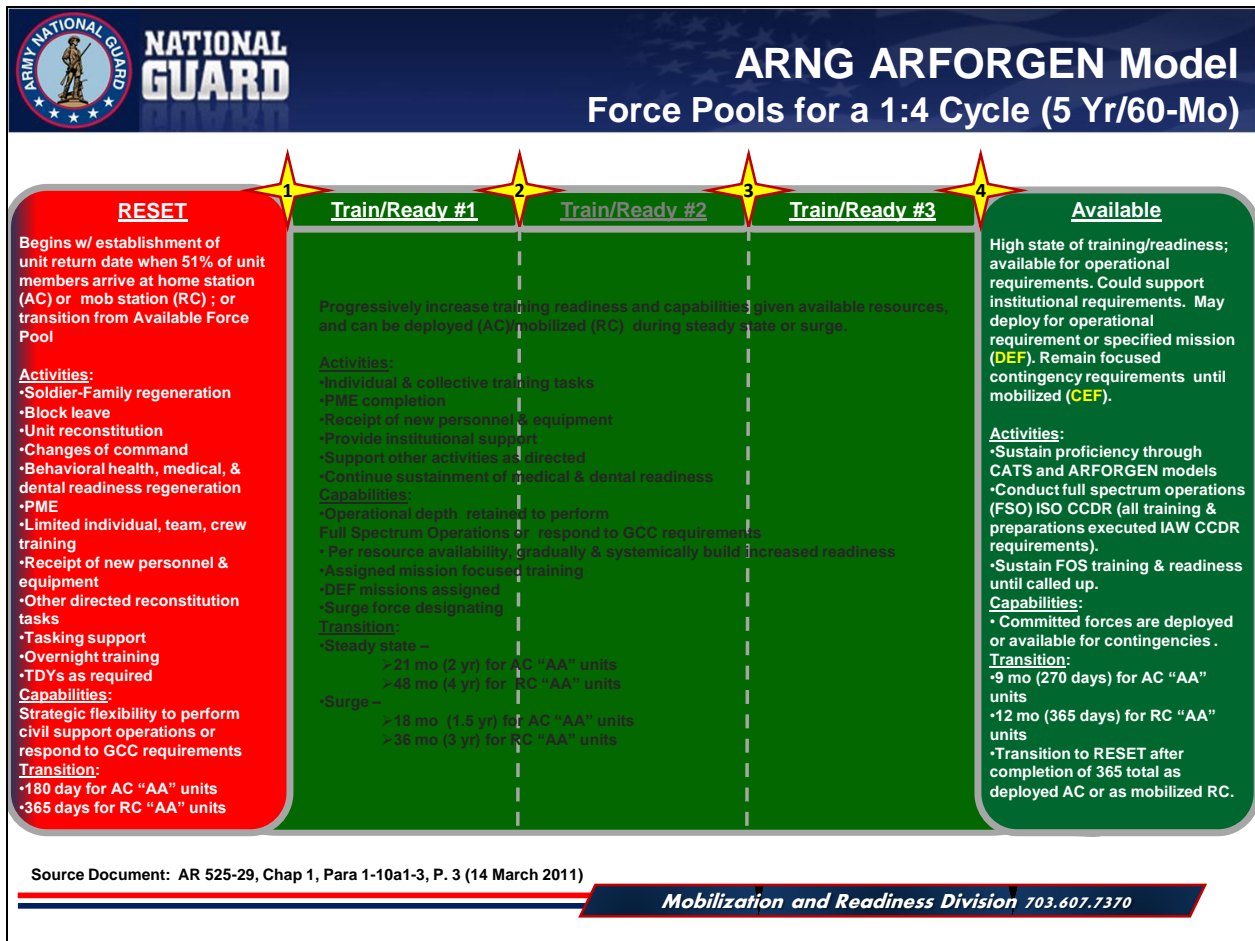 ARMY NATIONAL GUARD
NATIONAL
GUARD
ARNG ARFORGEN Model
Force Pools for a 1:4 Cycle (5 Yr/60-Mo)
1
2
3
4
RESET
Begins w/ establishment of
unit return date when 51% of unit
members arrive at home station
(AC) or mob station (RC) ; or
transition from Available Force
Pool
Activities:
•Soldier-Family regeneration
•Block leave
•Unit reconstitution
•Changes of command
•Behavioral health, medical, &
dental readiness regeneration
•PME
•Limited individual, team, crew
training
•Receipt of new personnel &
equipment
•Other directed reconstitution
tasks
•Tasking support
•Overnight training
•TDYs as required
Capabilities:
Strategic flexibility to perform
civil support operations or
respond to GCC requirements
Transition:
•180 day for AC “AA” units
•365 days for RC “AA” units
Train/Ready #1
Train/Ready #2
Train/Ready #3
Progressively increase training readiness and capabilities given available resources,
and can be deployed (AC)/mobilized (RC) during steady state or surge.
Activities:
•Individual & collective training tasks
•PME completion
•Receipt of new personnel & equipment
•Provide institutional support
•Support other activities as directed
•Continue sustainment of medical & dental readiness
Capabilities:
•Operational depth retained to perform
Full Spectrum Operations or respond to GCC requirements
• Per resource availability, gradually & systemically build increased readiness
•Assigned mission focused training
•DEF missions assigned
•Surge force designating
Transition:
•Steady state –
➢21 mo (2 yr) for AC “AA” units
➢48 mo (4 yr) for RC “AA” units
•Surge –
➢18 mo (1.5 yr) for AC “AA” units
➢36 mo (3 yr) for RC “AA” units
Available
High state of training/readiness;
available for operational
requirements. Could support
institutional requirements. May
deploy for operational
requirement or specified mission
(DEF). Remain focused
contingency requirements until
mobilized (CEF).
Activities:
•Sustain proficiency through
CATS and ARFORGEN models
•Conduct full spectrum operations
(FSO) ISO CCDR (all training &
preparations executed IAW CCDR
requirements).
•Sustain FOS training & readiness
until called up.
Capabilities:
• Committed forces are deployed
or available for contingencies .
Transition:
•9 mo (270 days) for AC “AA”
units
•12 mo (365 days) for RC “AA”
units
•Transition to RESET after
completion of 365 total as
deployed AC or as mobilized RC.
Source Document: AR 525-29, Chap 1, Para 1-10a1-3, P. 3 (14 March 2011)
Mobilization and Readiness Division 703.607.7370